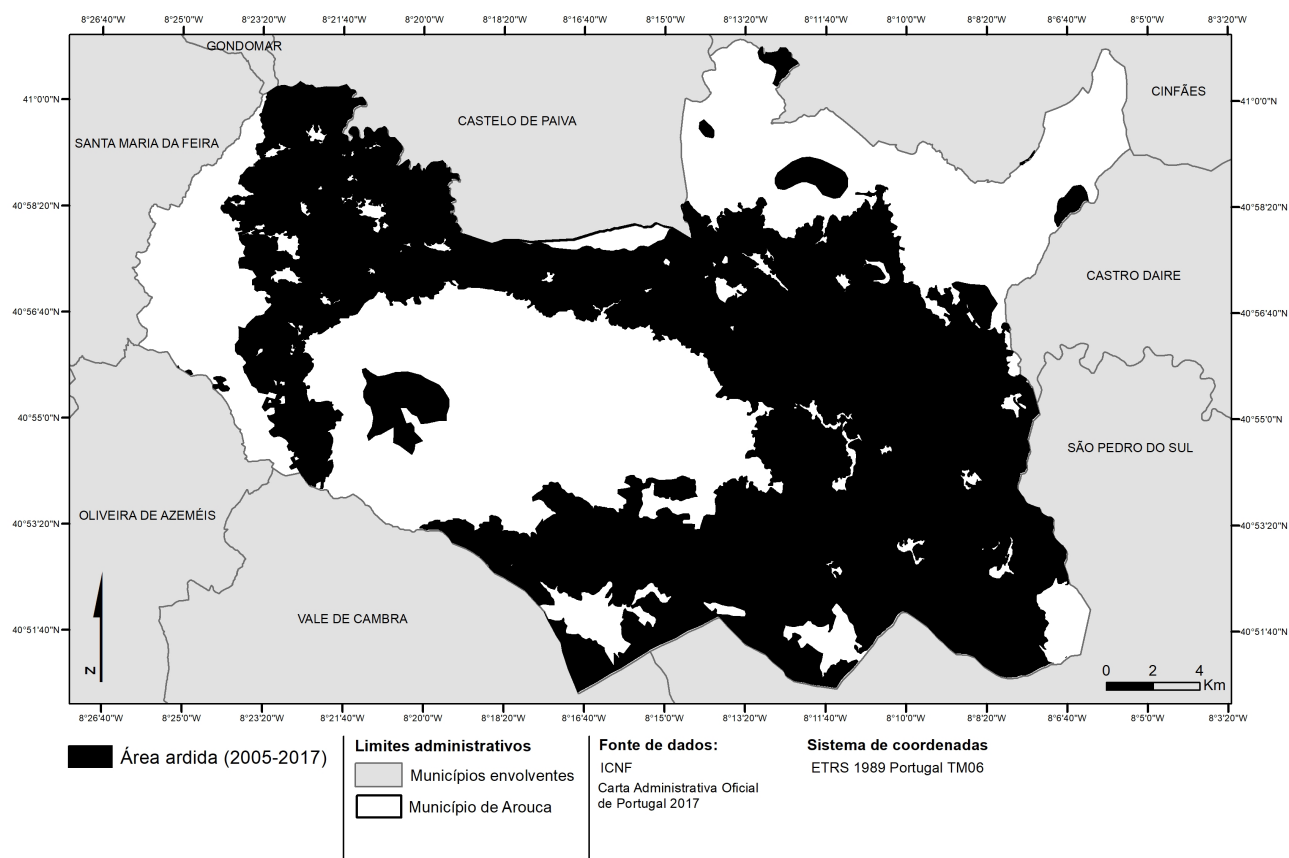 8°26'40"W 8°25'0"W 8°23'20"W 8°21'40"W 8°20'0"W 8°18'20"W 8°16'40"W 8°15'0"W 8°13'20"W 8°11'40"W 8°10'0"W 8°8'20"W 8°6'40"W 8°5'0"W 8°3'20"W
GONDOMAR
CINFÃES
41°0'0"N 41°0'0"N
CASTELO DE PAIVA
SANTA MARIA DA FEIRA
40°58'20"N 40°58'20"N
CASTRO DAIRE
40°56'40"N 40°56'40"N
40°55'0"N 40°55'0"N
SÃO PEDRO DO SUL
OLIVEIRA DE AZEMÉIS
40°53'20"N 40°53'20"N
VALE DE CAMBRA
40°51'40"N 40°51'40"N
N
0 2 4
Km
8°26'40"W 8°25'0"W 8°23'20"W 8°21'40"W 8°20'0"W 8°18'20"W 8°16'40"W 8°15'0"W 8°13'20"W 8°11'40"W 8°10'0"W 8°8'20"W 8°6'40"W 8°5'0"W 8°3'20"W
Área ardida (2005-2017)
Limites administrativos
Municípios envolventes
Município de Arouca
Fonte de dados:
ICNF
Carta Administrativa Oficial
de Portugal 2017
Sistema de coordenadas
ETRS 1989 Portugal TM06